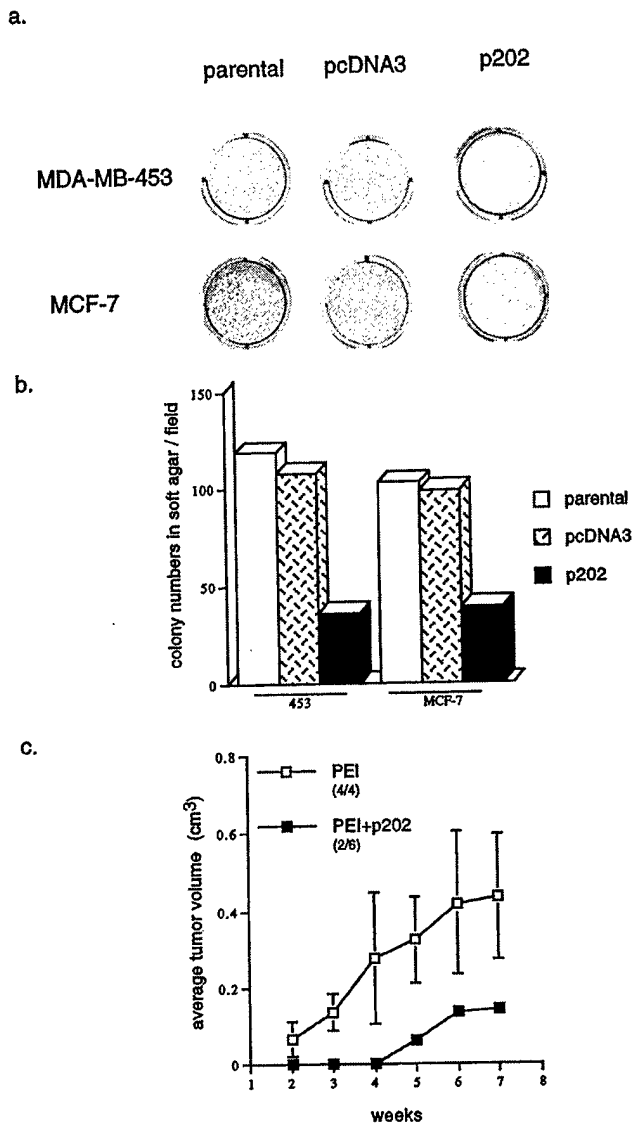 a.
parental pcDNA3 p202
MDA-MB-453
MCF-7
b.
colony numbers in soft agar / field
150
100
50
0
453 MCF-7
parental
pcDNA3
p202
c.
average tumor volume (cm3)
0.8
0.6
0.4
0.2
0
PEI
(4/4)
PEI+p202
(2/6)
1 2 3 4 5 6 7 8
weeks